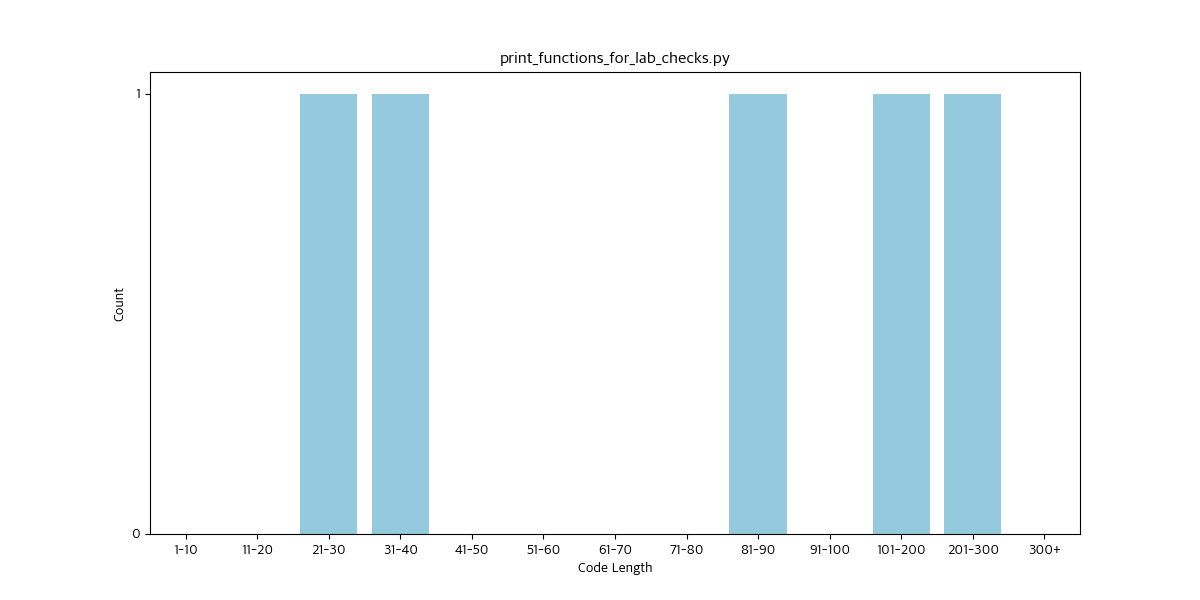 print_functions_for_lab_checks.py
1
Count
0
1-10 11-20 21-30 31-40 41-50 51-60 61-70 71-80 81-90 91-100 101-200 201-300 300+
Code Length